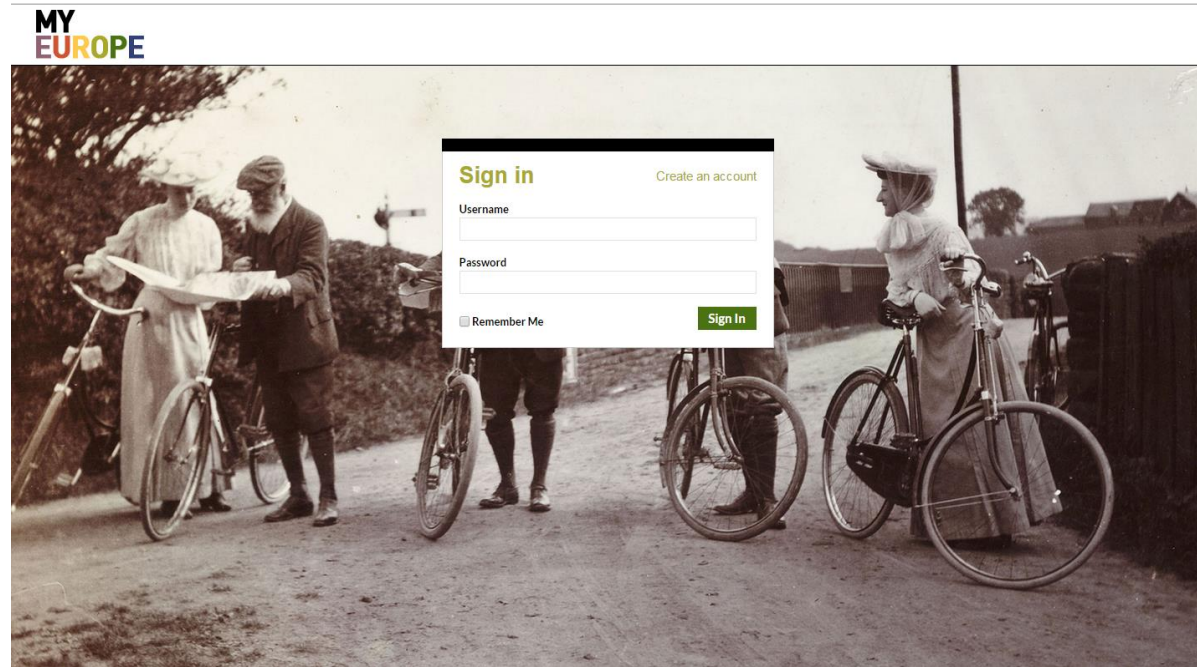 MY
EUROPE
Sign in
Create an account
Username
Password
Remember Me
Sign In